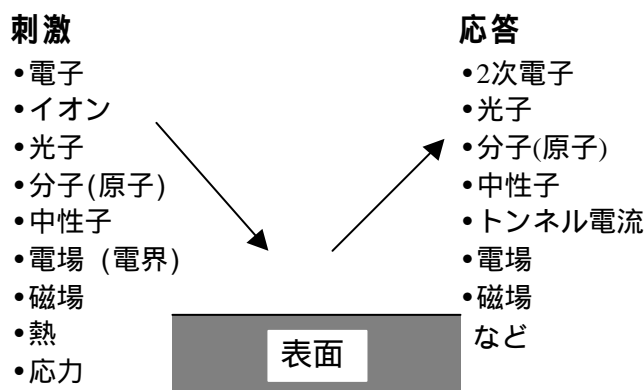 刺激
•電子
•イオン
•光子
•分子(原子)
•中性子
•電場 (電界)
•磁場
•熱
•応力
応答
•2次電子
•光子
•分子(原子)
•中性子
•トンネル電流
•電場
•磁場
など
表面